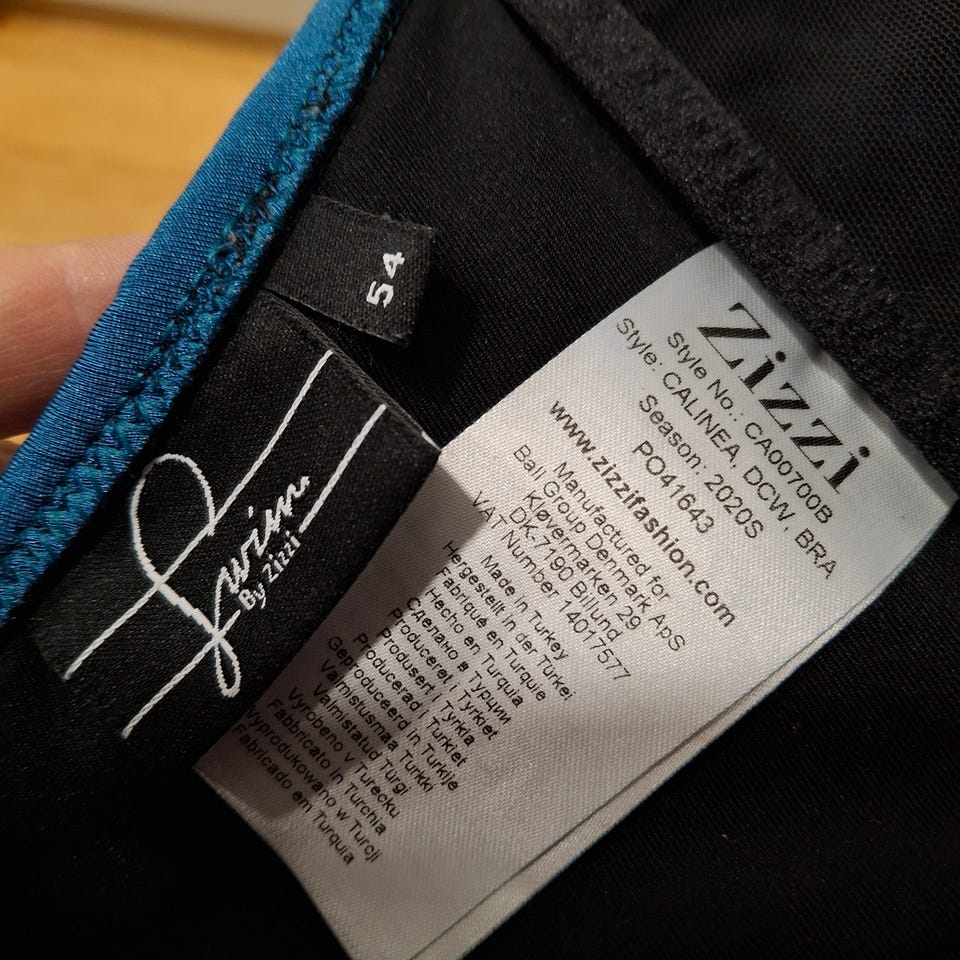 54
Swim
By Zizzi
Zizzi
Style No.: CA00700B
Style: CALINEA, DCW, BRA
Season: 2020S
PO41643
www.zizzifashion.com
Manufactured for
Ball Group Denmark ApS
Kløvermarken 29
DK-7190 Billund
VAT Number 14017577
Made in Turkey
Hergestellt in der Türkei
Fabriqué en Turquie
Hecho en Turquia
Сделано в Турции
Produceret i Tyrkiet
Produsert i Tyrkia
Producerad i Turkiet
Geproduceerd in Turkije
Valmistusmaa Turkki
Valmistatud Türgi
Vyrobeno v Turecku
Fabbricato in Turchia
Wyprodukowano w Turcji
Fabricado em Turquia